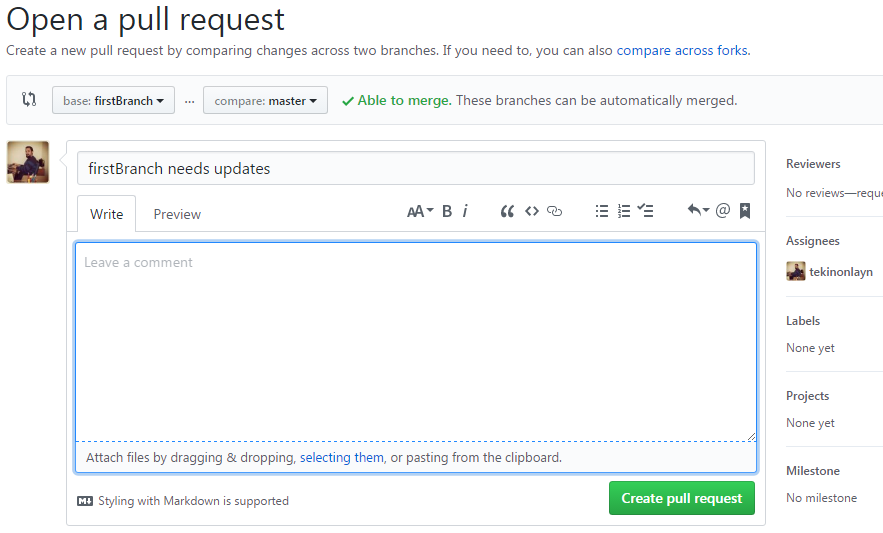 Open a pull request
Create a new pull request by comparing changes across two branches. If you need to, you can also compare across forks.
base: firstBranch ... compare: master Able to merge. These branches can be automatically merged.
firstBranch needs updates
Write Preview AA B i
Leave a comment
Attach files by dragging & dropping, selecting them, or pasting from the clipboard.
Styling with Markdown is supported
Create pull request
Reviewers
No reviews—reque
Assignees
tekinonlayn
Labels
None yet
Projects
None yet
Milestone
No milestone